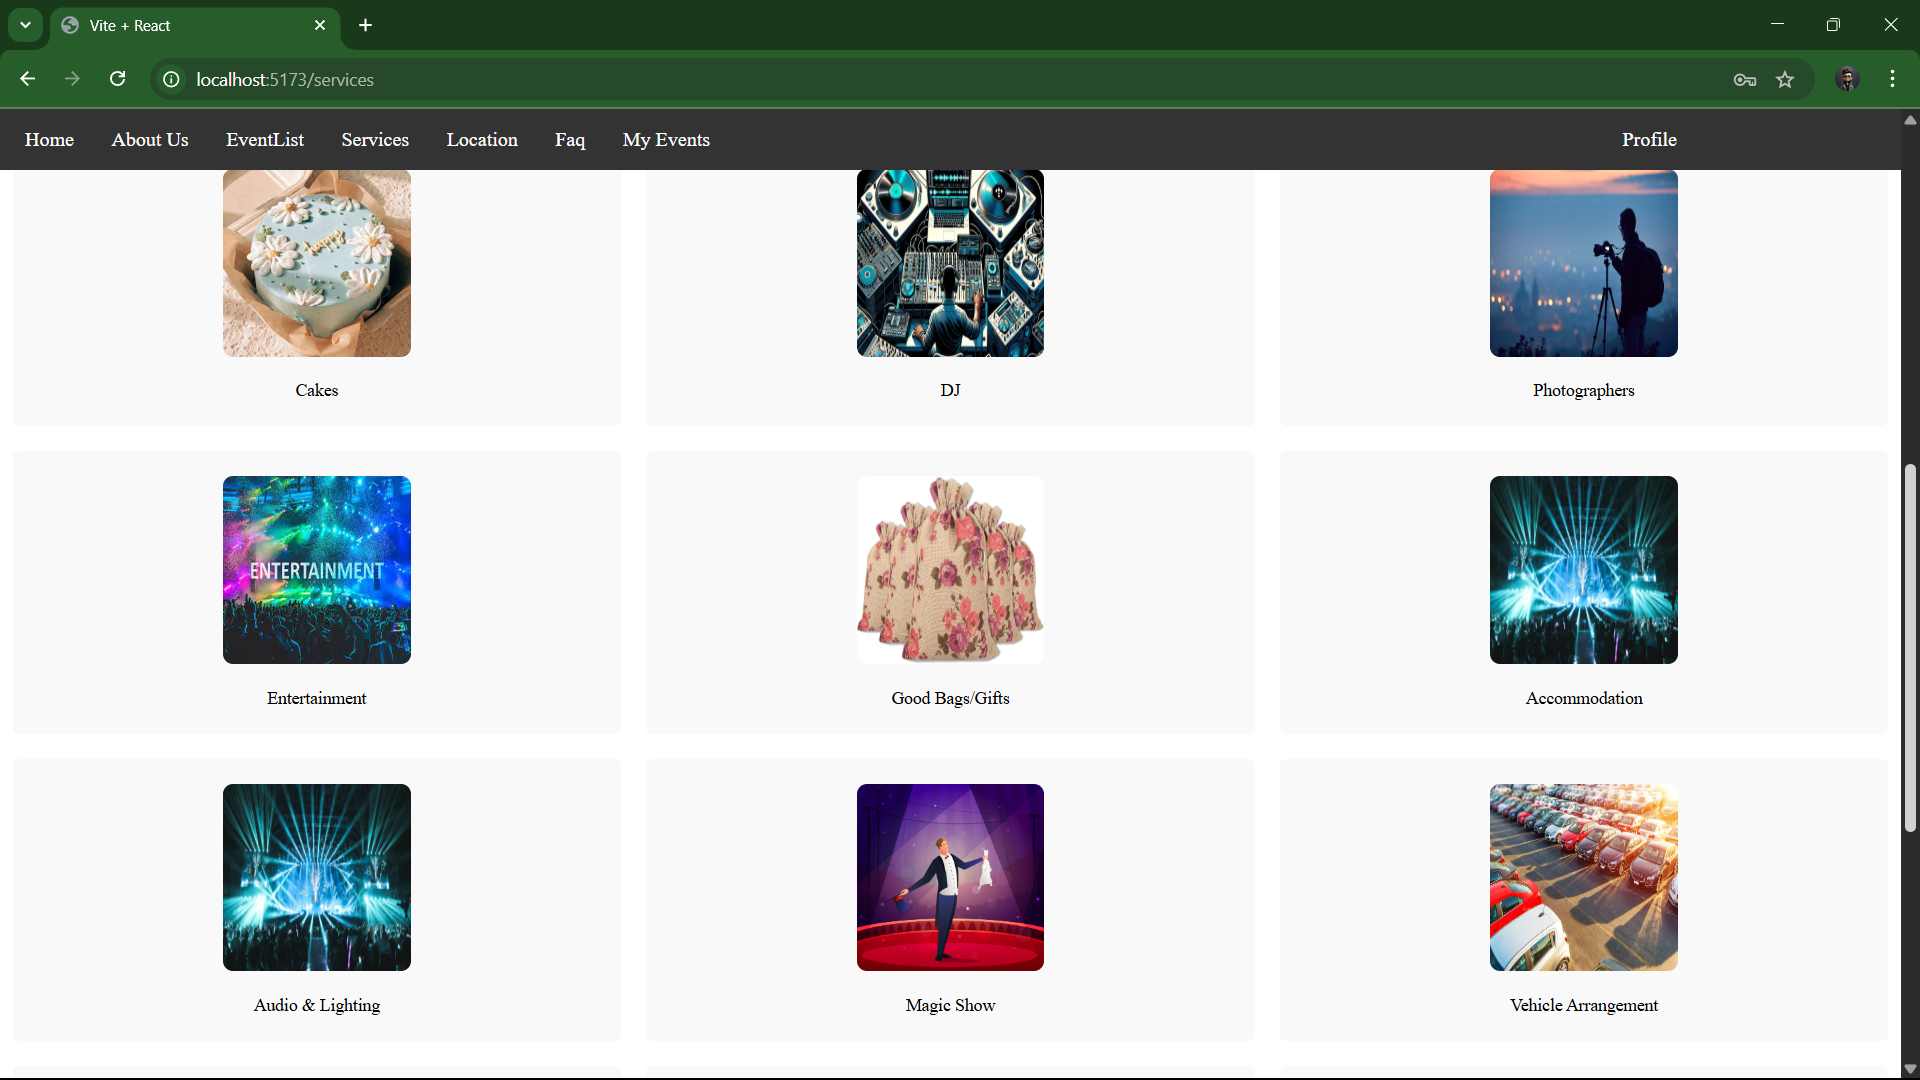 Vite + React
localhost:5173/services
Home About Us EventList Services Location Faq My Events Profile
happy
Cakes DJ Photographers
ENTERTAINMENT
Entertainment Good Bags/Gifts Accommodation
Audio & Lighting Magic Show Vehicle Arrangement